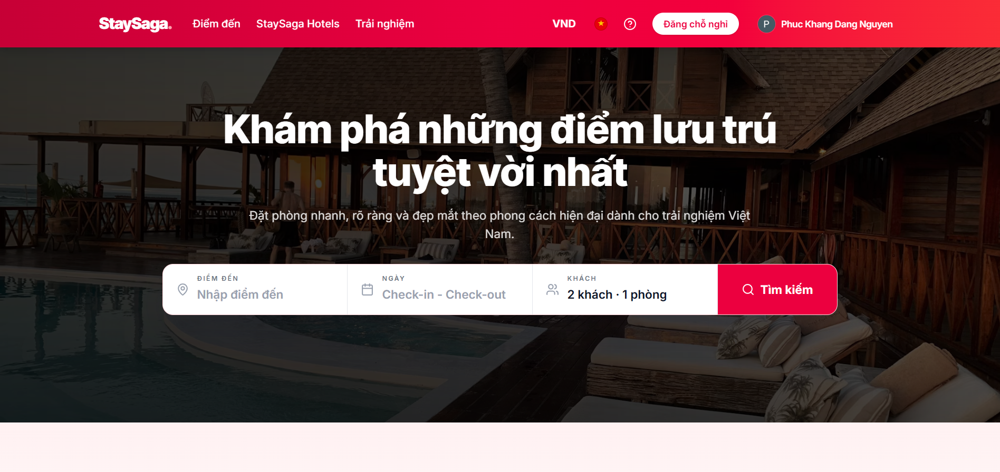 StaySaga.
Điểm đến
StaySaga Hotels
Trải nghiệm
VND
Đăng chỗ nghỉ
P
Phuc Khang Dang Nguyen
Khám phá những điểm lưu trú
tuyệt vời nhất
Đặt phòng nhanh, rõ ràng và đẹp mắt theo phong cách hiện đại dành cho trải nghiệm Việt
Nam.
ĐIỂM ĐẾN
Nhập điểm đến
NGÀY
Check-in - Check-out
KHÁCH
2 khách · 1 phòng
Tìm kiếm